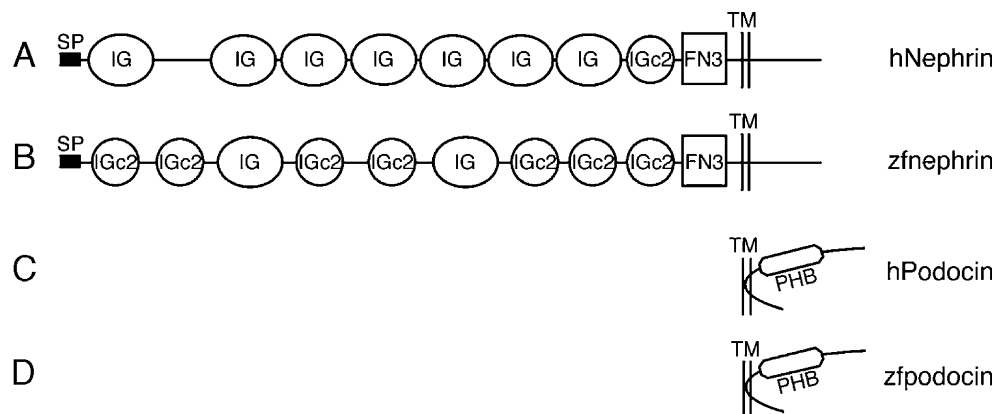 A SP IG IG IG IG IG IG IG IGc2 FN3 TM hNephrin
B SP IGc2 IGc2 IG IGc2 IGc2 IG IGc2 IGc2 IGc2 FN3 TM zfnephrin
C TM PHB hPodocin
D TM PHB zfpodocin